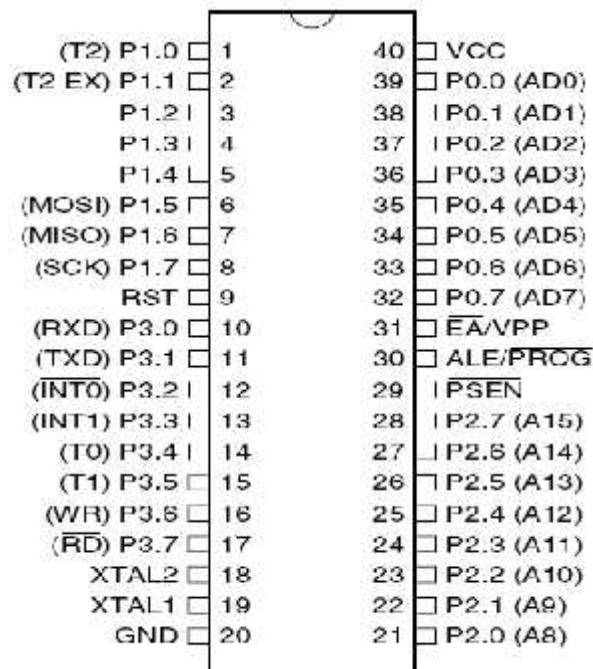 (T2) P1.0 1 40 VCC
(T2 EX) P1.1 2 39 P0.0 (AD0)
P1.2 3 38 P0.1 (AD1)
P1.3 4 37 P0.2 (AD2)
P1.4 5 36 P0.3 (AD3)
(MOSI) P1.5 6 35 P0.4 (AD4)
(MISO) P1.6 7 34 P0.5 (AD5)
(SCK) P1.7 8 33 P0.6 (AD6)
RST 9 32 P0.7 (AD7)
(RXD) P3.0 10 31 E̅A̅/VPP
(TXD) P3.1 11 30 ALE/P̅R̅O̅G̅
(I̅N̅T̅0̅) P3.2 12 29 P̅S̅E̅N̅
(INT1) P3.3 13 28 P2.7 (A15)
(T0) P3.4 14 27 P2.6 (A14)
(T1) P3.5 15 26 P2.5 (A13)
(WR) P3.6 16 25 P2.4 (A12)
(R̅D̅) P3.7 17 24 P2.3 (A11)
XTAL2 18 23 P2.2 (A10)
XTAL1 19 22 P2.1 (A9)
GND 20 21 P2.0 (A8)